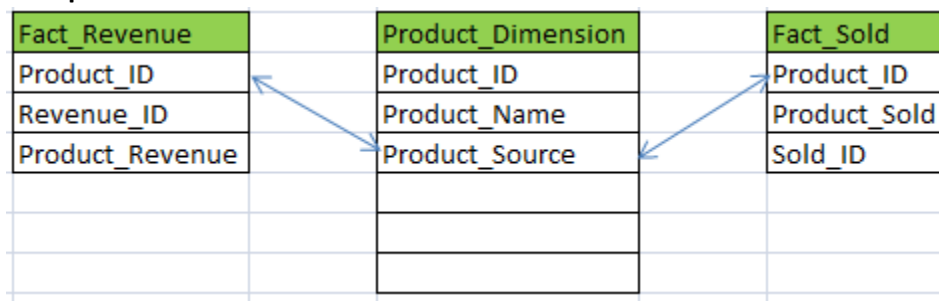 Fact_Revenue Product_Dimension Fact_Sold
Product_ID Product_ID Product_ID
Revenue_ID Product_Name Product_Sold
Product_Revenue Product_Source Sold_ID